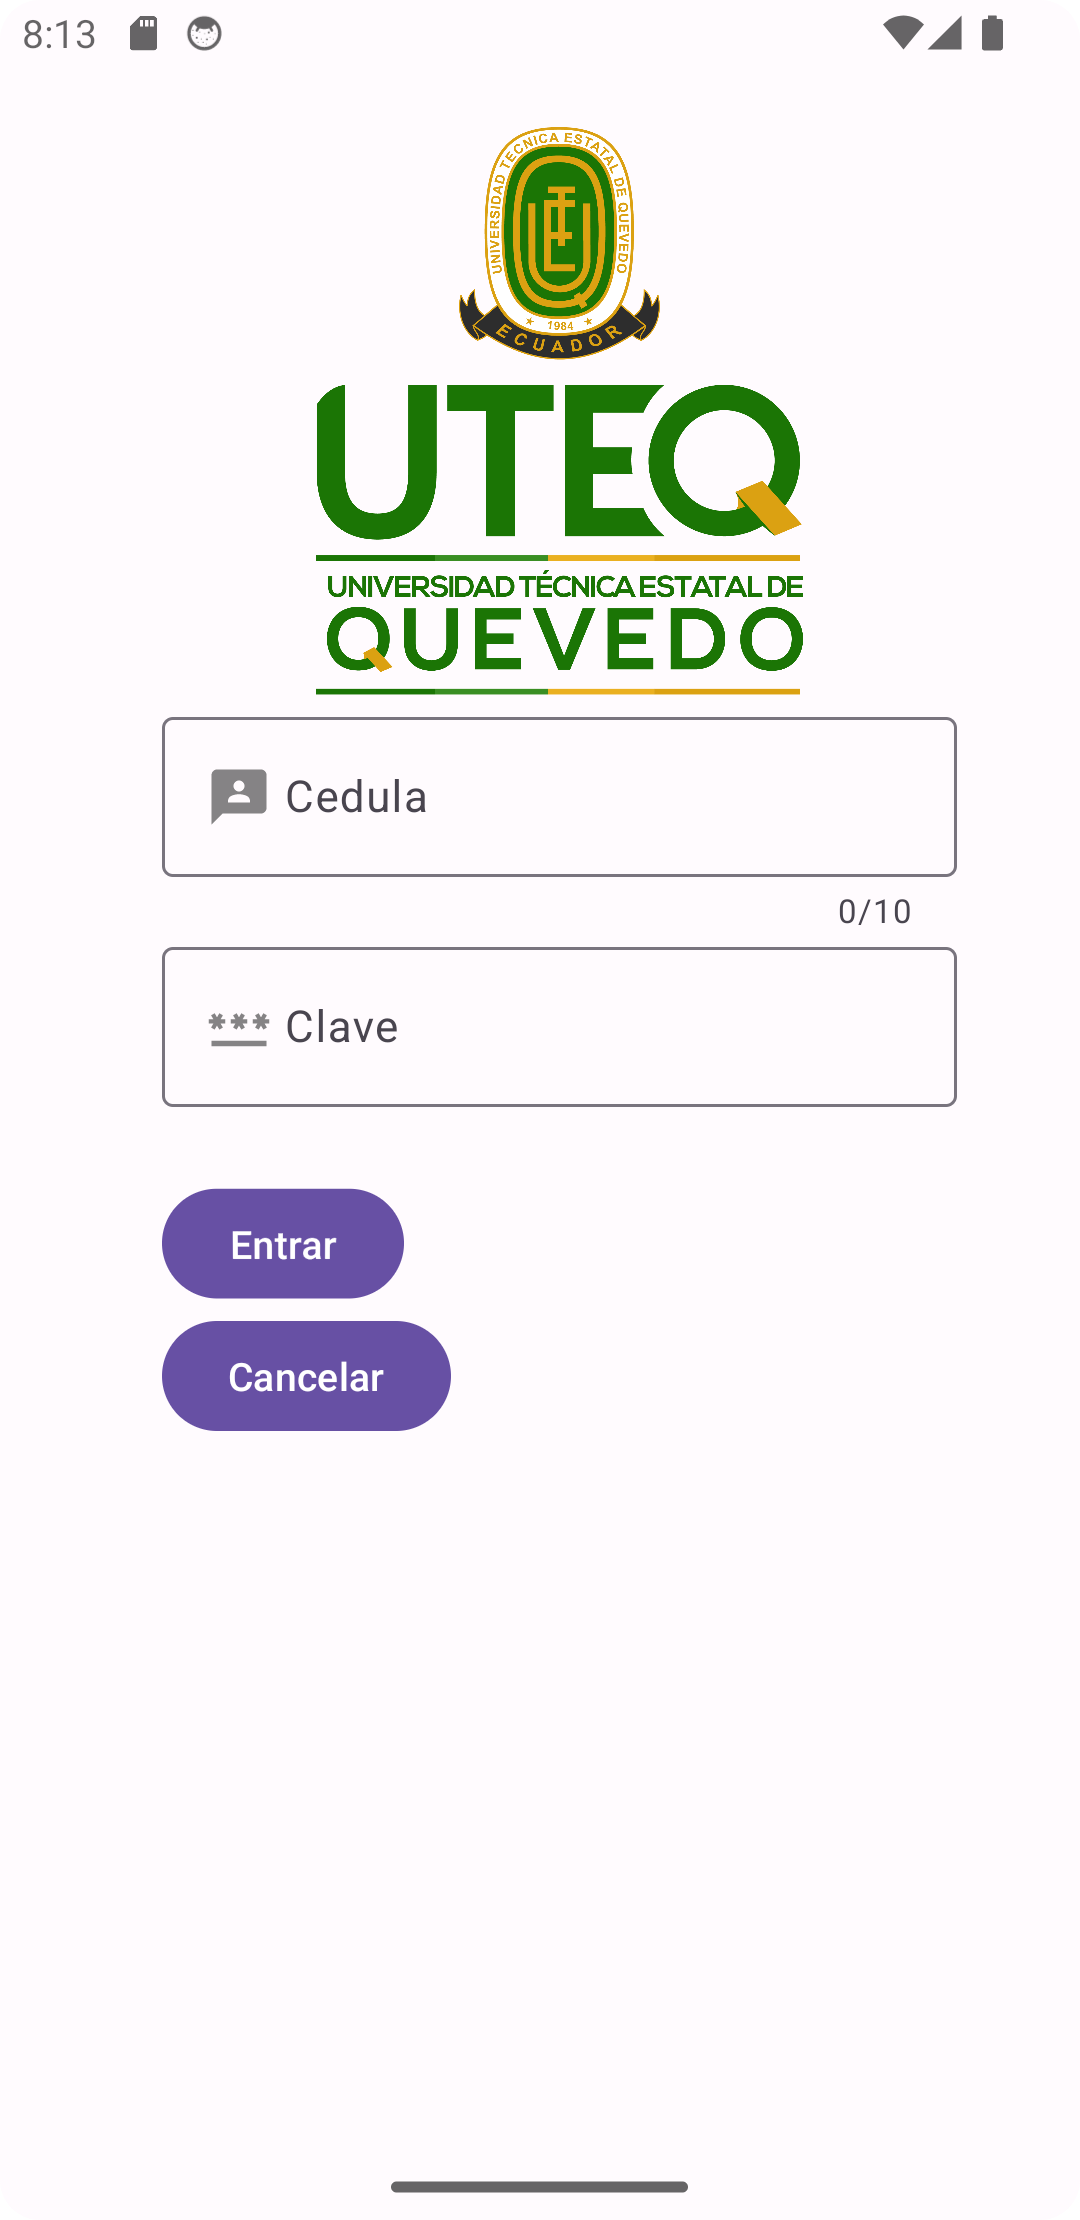 8:13
UNIVERSIDAD TECNICA ESTATAL DE QUEVEDO
1984
ECUADOR
UTEQ
UNIVERSIDAD TÉCNICA ESTATAL DE
QUEVEDO
Cedula
0/10
*** Clave
Entrar
Cancelar